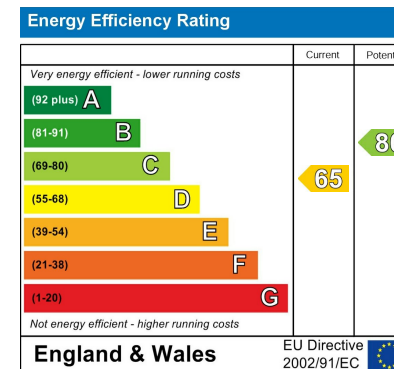 Energy Efficiency Rating
Current
Very energy efficient - lower running costs
(92 plus) A
(81-91) B
(69-80) C
65
(55-68) D
(39-54) E
(21-38) F
(1-20) G
Not energy efficient - higher running costs
England & Wales
EU Directive
2002/91/EC